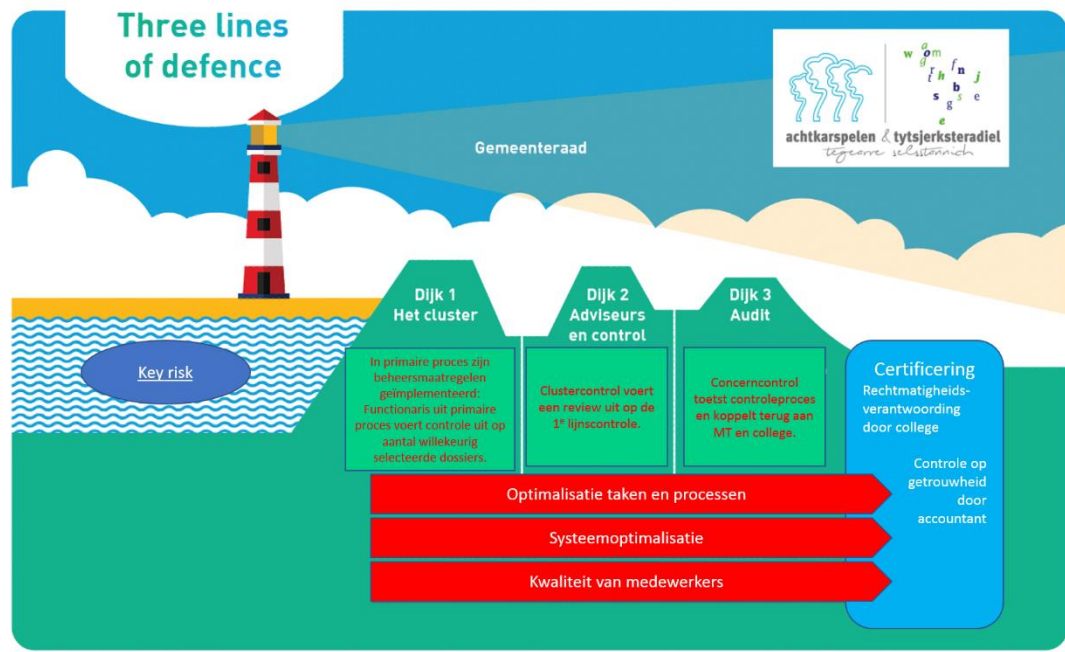 Three lines
of defence
achtkarspelen & tytsjerksteradiel
tegearre selsstannich
Gemeenteraad
Dijk 1
Het cluster
Dijk 2
Adviseurs
en control
Dijk 3
Audit
Key risk
In primaire proces zijn
beheersmaatregelen
geïmplementeerd:
Functionaris uit primaire
proces voert controle uit op
aantal willekeurig
selecteerde dossiers.
Clustercontrol voert
een review uit op de
1e lijnscontrole.
Concerncontrol
toetst controleproces
en koppelt terug aan
MT en college.
Certificering
Rechtmatigheids-
verantwoording
door college
Controle op
getrouwheid
door
accountant
Optimalisatie taken en processen
Systeemoptimalisatie
Kwaliteit van medewerkers